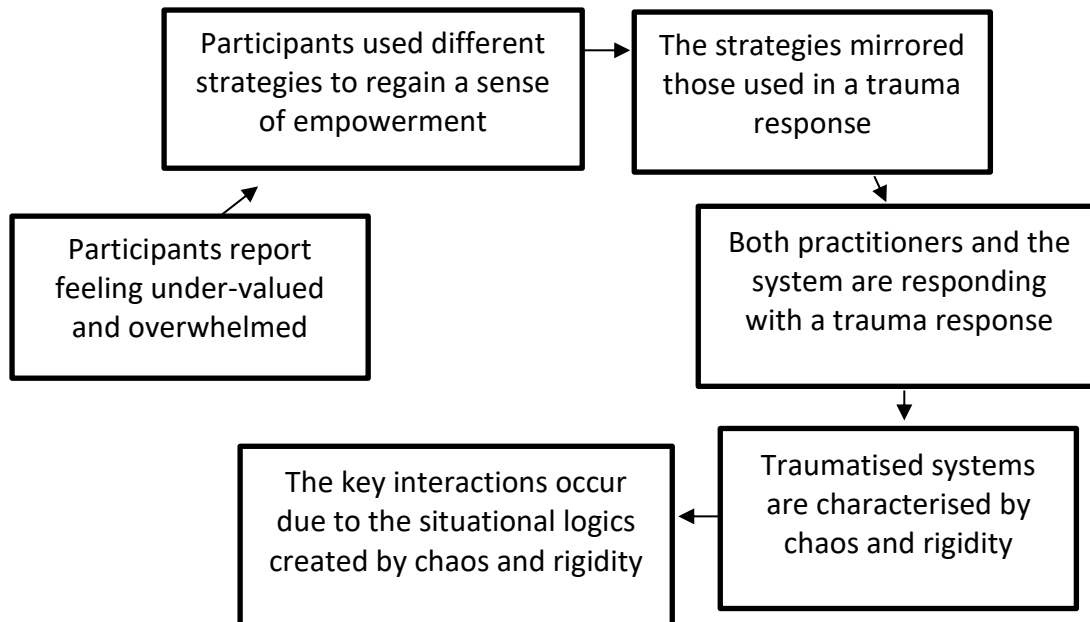 Participants report
feeling under-valued
and overwhelmed
Participants used different
strategies to regain a sense
of empowerment
The strategies mirrored
those used in a trauma
response
Both practitioners and the
system are responding
with a trauma response
Traumatised systems
are characterised by
chaos and rigidity
The key interactions occur
due to the situational logics
created by chaos and rigidity